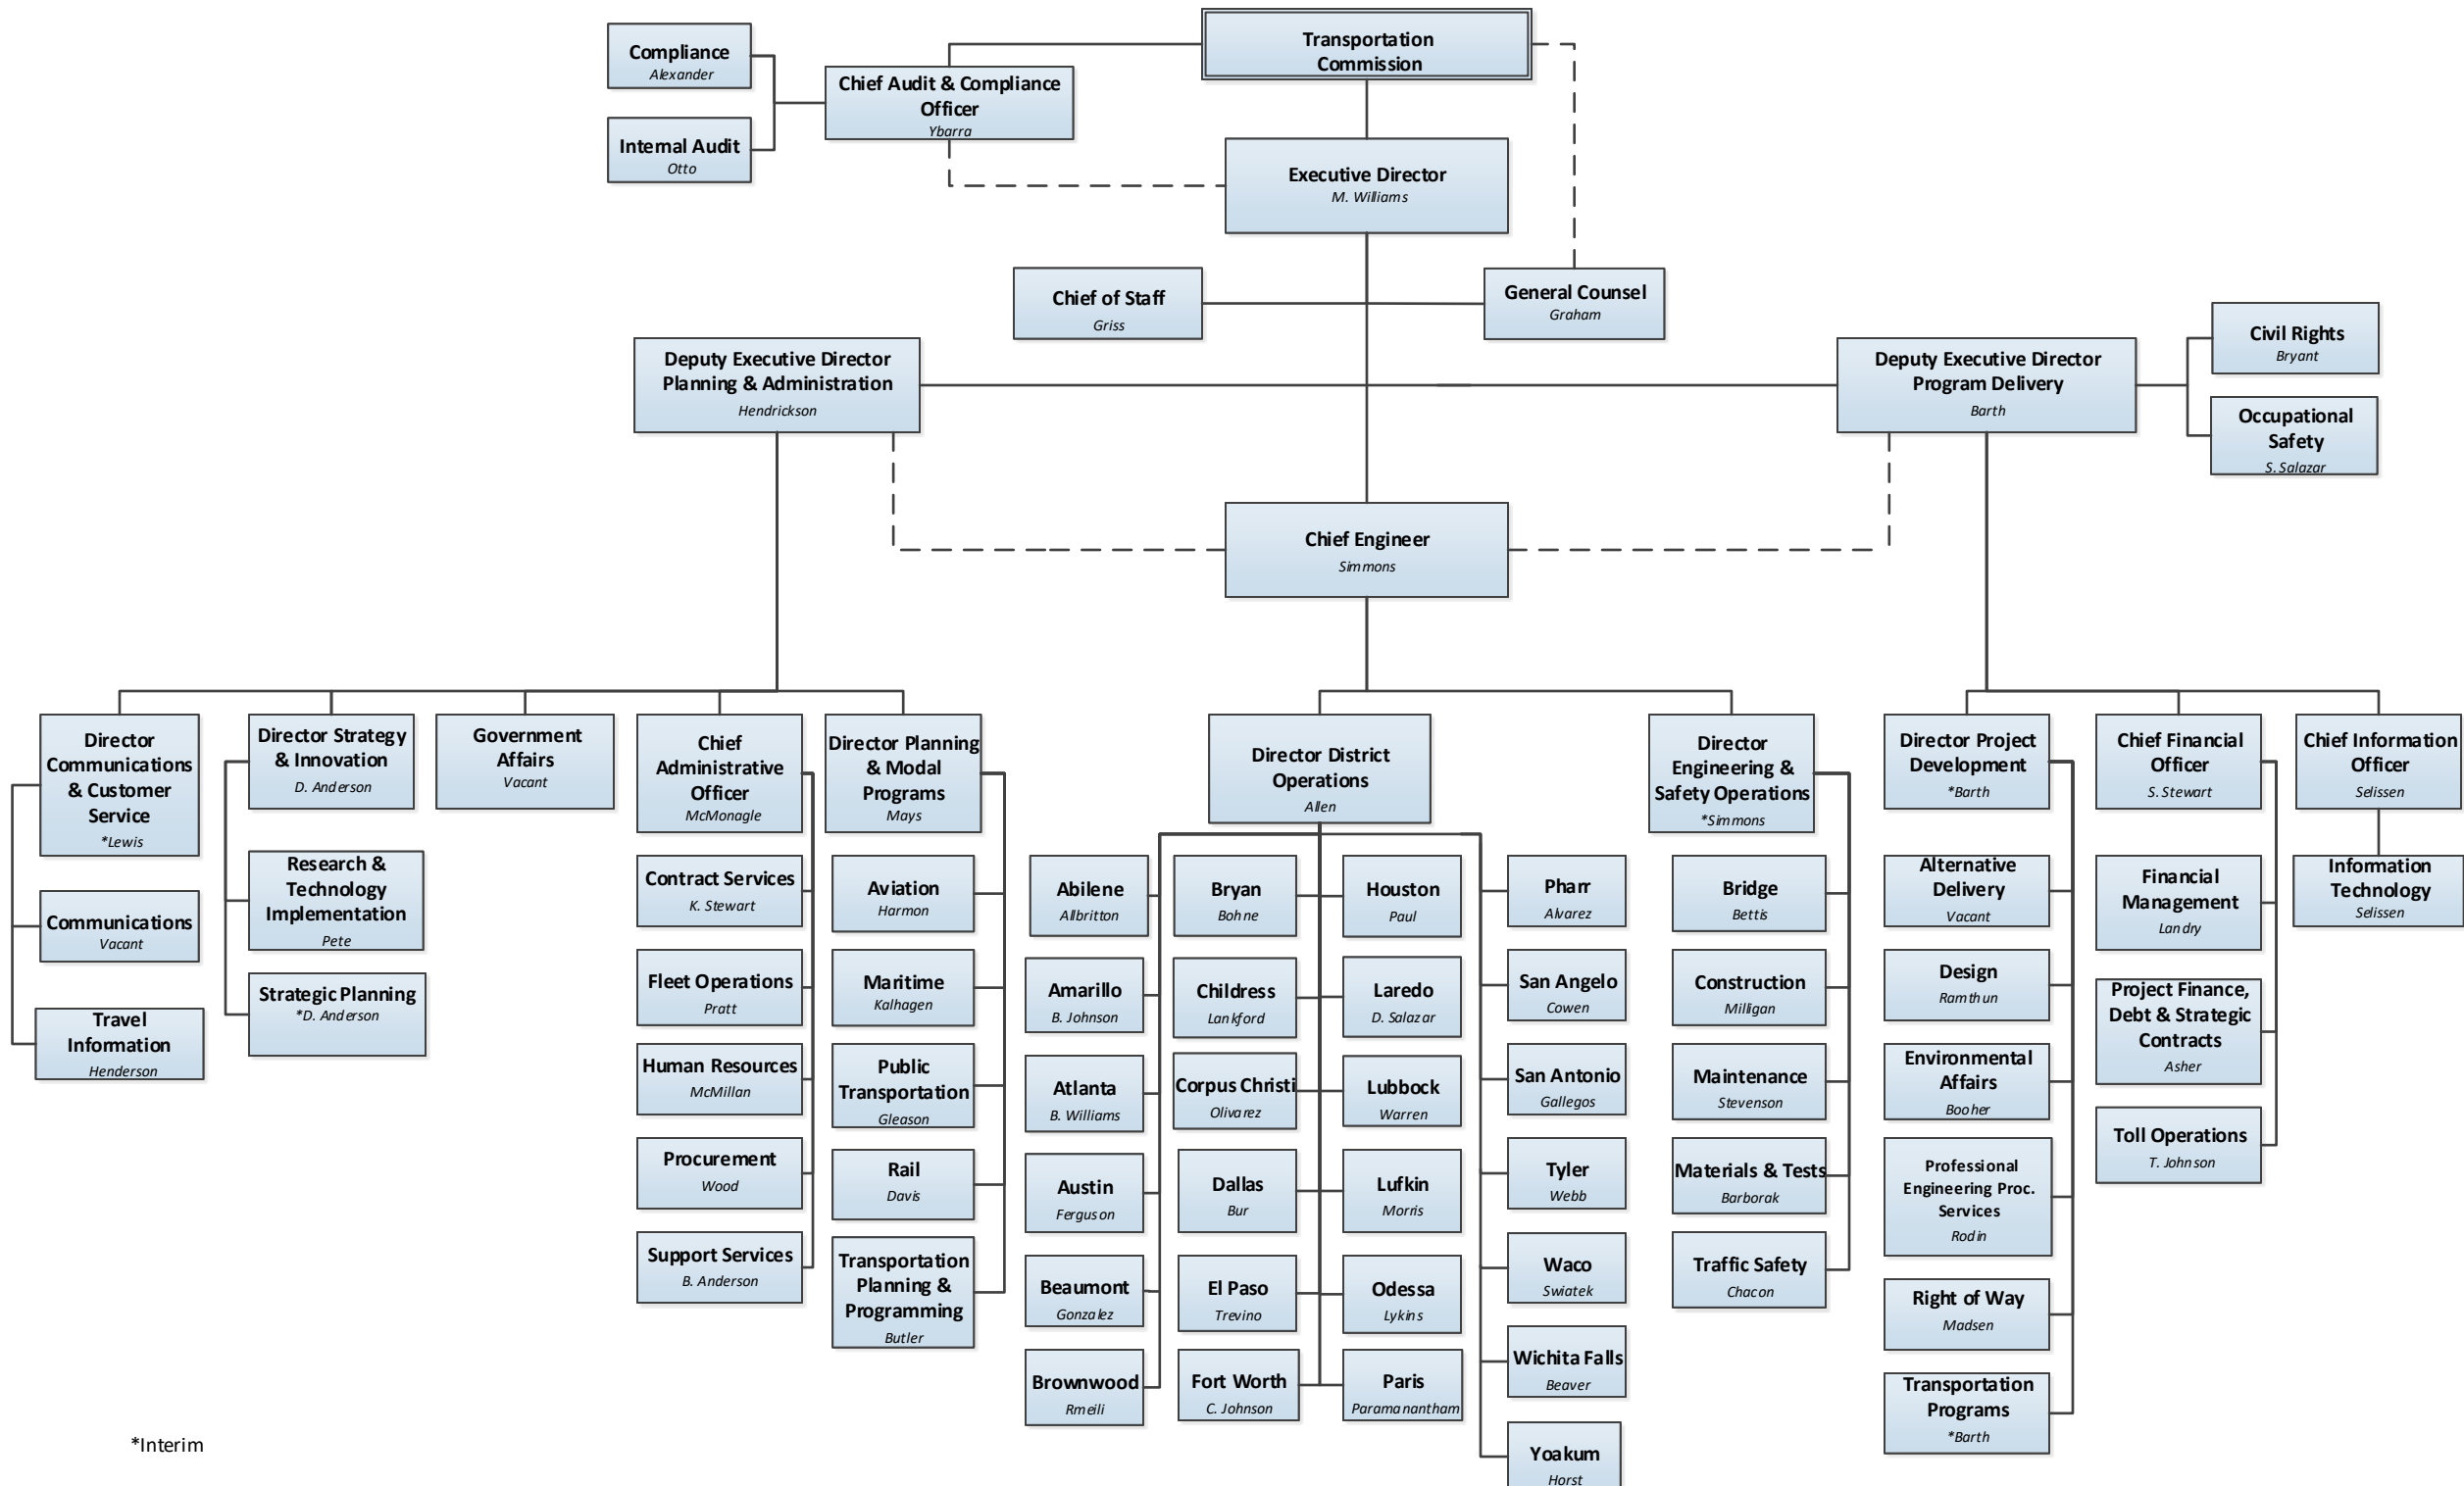 Transportation
Commission
Compliance
Alexander
Chief Audit & Compliance
Officer
Ybarra
Internal Audit
Otto
Executive Director
M. Williams
Chief of Staff
Griss
General Counsel
Graham
Deputy Executive Director
Planning & Administration
Hendrickson
Deputy Executive Director
Program Delivery
Barth
Civil Rights
Bryant
Occupational
Safety
S. Salazar
Chief Engineer
Simmons
Director
Communications
& Customer
Service
*Lewis
Communications
Vacant
Travel
Information
Henderson
Director Strategy
& Innovation
D. Anderson
Research &
Technology
Implementation
Pete
Strategic Planning
*D. Anderson
Government
Affairs
Vacant
Chief
Administrative
Officer
McMonagle
Contract Services
K. Stewart
Fleet Operations
Pratt
Human Resources
McMillan
Procurement
Wood
Support Services
B. Anderson
Director Planning
& Modal
Programs
Mays
Aviation
Harmon
Maritime
Kalhagen
Public
Transportation
Gleason
Rail
Davis
Transportation
Planning &
Programming
Butler
Director District
Operations
Allen
Abilene
Allbritton
Amarillo
B. Johnson
Atlanta
B. Williams
Austin
Ferguson
Beaumont
Gonzalez
Brownwood
Rmeili
Bryan
Bohne
Childress
Lankford
Corpus Christi
Olivarez
Dallas
Bur
El Paso
Trevino
Fort Worth
C. Johnson
Houston
Paul
Laredo
D. Salazar
Lubbock
Warren
Lufkin
Morris
Odessa
Lykins
Paris
Paramanantham
Pharr
Alvarez
San Angelo
Cowen
San Antonio
Gallegos
Tyler
Webb
Waco
Swiatek
Wichita Falls
Beaver
Yoakum
Horst
Director
Engineering &
Safety Operations
*Simmons
Bridge
Bettis
Construction
Milligan
Maintenance
Stevenson
Materials & Tests
Barborak
Traffic Safety
Chacon
Director Project
Development
*Barth
Alternative
Delivery
Vacant
Design
Ramthun
Environmental
Affairs
Booher
Professional
Engineering Proc.
Services
Rodin
Right of Way
Madsen
Transportation
Programs
*Barth
Chief Financial
Officer
S. Stewart
Financial
Management
Landry
Project Finance,
Debt & Strategic
Contracts
Asher
Toll Operations
T. Johnson
Chief Information
Officer
Selissen
Information
Technology
Selissen
*Interim